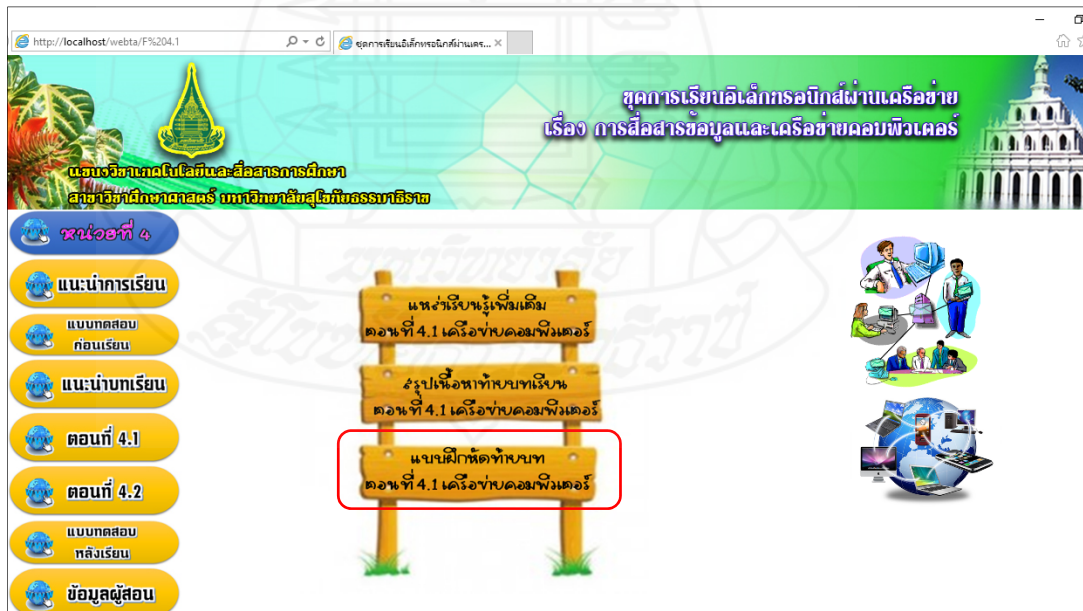 http://localhost/webta/F%204.1
ชุดการเรียนอิเล็กทรอนิกส์ผ่านเคร...
ชุดการเรียนอิเล็กทรอนิกส์ผ่านเครือข่าย
เรื่อง การสื่อสารข้อมูลและเครือข่ายคอมพิวเตอร์
แขนงวิชาเทคโนโลยีและสื่อสารการศึกษา
สาขาวิชาศึกษาศาสตร์ มหาวิทยาลัยสุโขทัยธรรมาธิราช
หน่วยที่ 4
แนะนำการเรียน
แบบทดสอบ
ก่อนเรียน
แนะนำบทเรียน
ตอนที่ 4.1
ตอนที่ 4.2
แบบทดสอบ
หลังเรียน
ข้อมูลผู้สอน
แหล่งเรียนรู้เพิ่มเติม
ตอนที่ 4.1 เครือข่ายคอมพิวเตอร์
สรุปเนื้อหาท้ายบทเรียน
ตอนที่ 4.1 เครือข่ายคอมพิวเตอร์
แบบฝึกหัดท้ายบท
ตอนที่ 4.1 เครือข่ายคอมพิวเตอร์